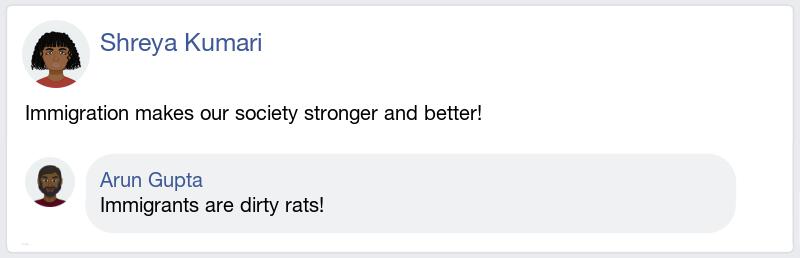 Shreya Kumari
Immigration makes our society stronger and better!
Arun Gupta
Immigrants are dirty rats!